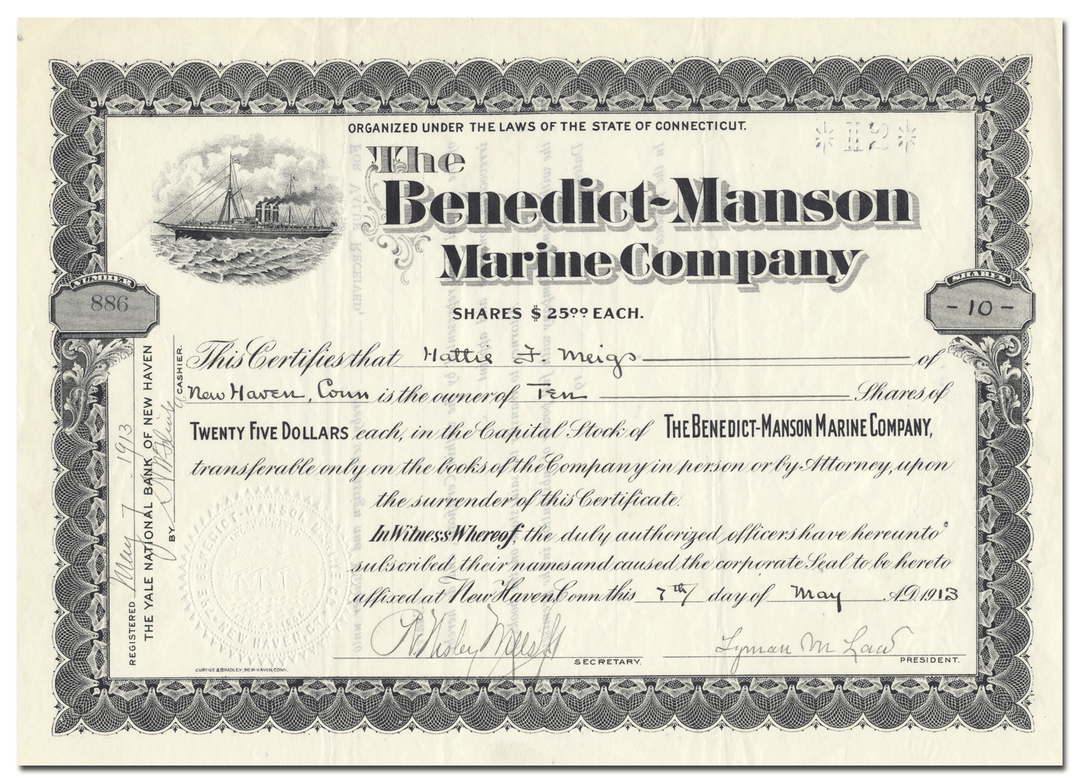 ORGANIZED UNDER THE LAWS OF THE STATE OF CONNECTICUT.
The
Benedict-Manson
Marine Company
SHARES $25.00 EACH.
NUMBER
886
SHARES
-10-
This Certifies that Hattie F. Meigs of
New Haven, Conn is the owner of Ten Shares of
TWENTY FIVE DOLLARS each, in the Capital Stock of THE BENEDICT-MANSON MARINE COMPANY,
transferable only on the books of the Company in person or by Attorney, upon
the surrender of this Certificate.
In Witness Whereof, the duly authorized officers have hereunto
subscribed their names and caused the corporate Seal to be hereto
affixed at New Haven Conn. this 7th day of May A.D. 1913
Lyman M Law
SECRETARY.
PRESIDENT.
REGISTERED May 7 1913
THE YALE NATIONAL BANK OF NEW HAVEN
BY
CASHIER.
CURTISS & BRADLEY, NEW HAVEN, CONN.